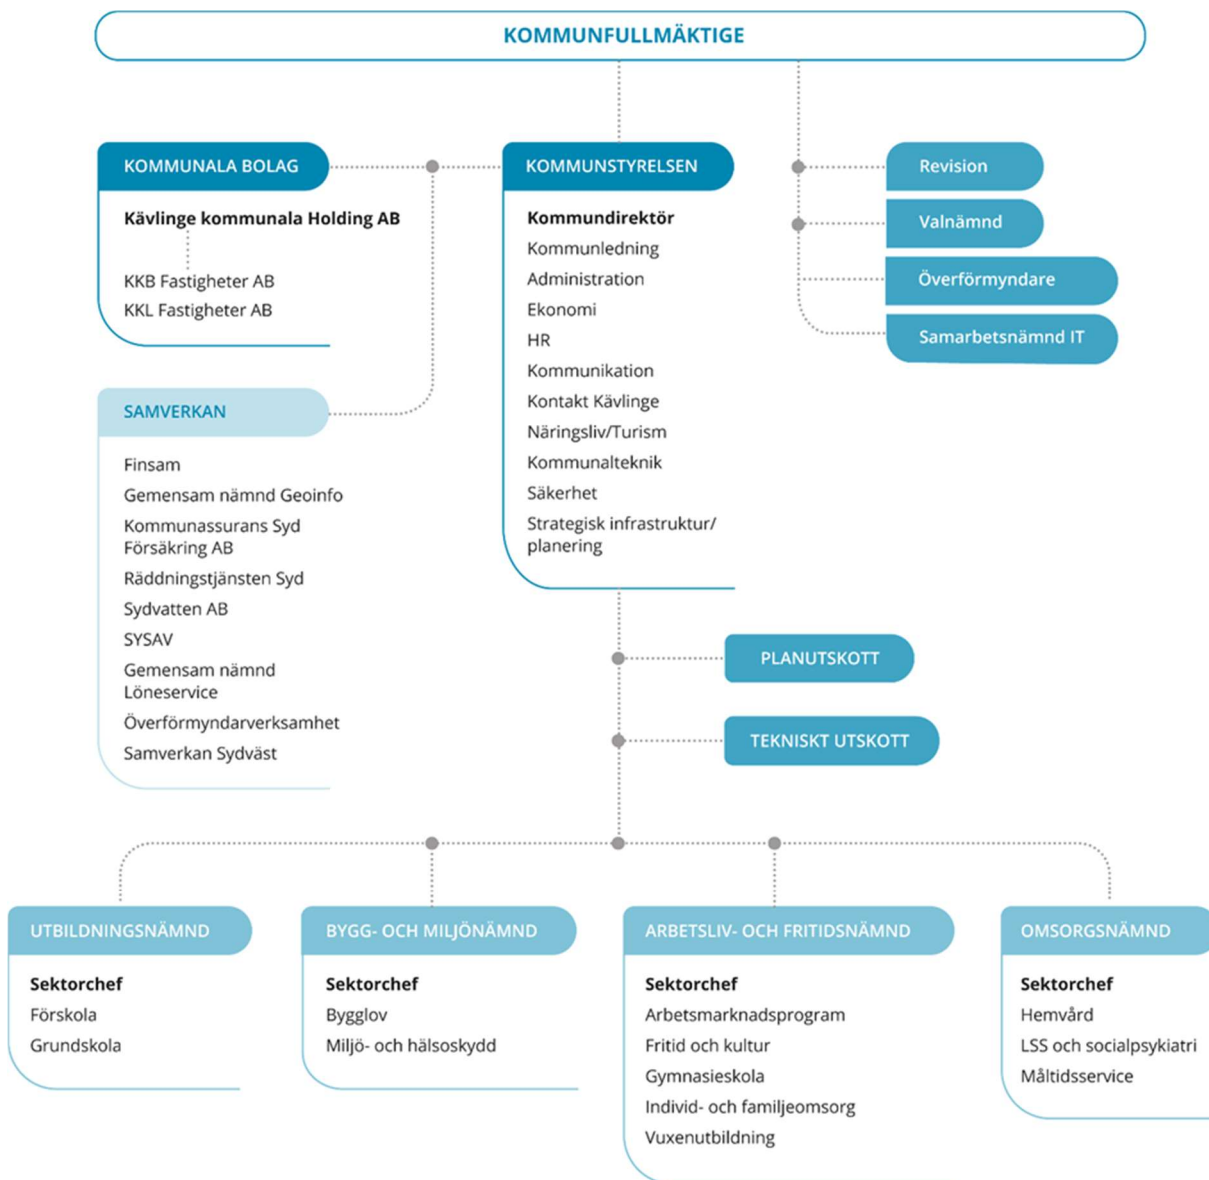 KOMMUNFULLMÄKTIGE
KOMMUNALA BOLAG
Kävlinge kommunala Holding AB
KKB Fastigheter AB
KKL Fastigheter AB
SAMVERKAN
Finsam
Gemensam nämnd Geoinfo
Kommunassurans Syd
Försäkring AB
Räddningstjänsten Syd
Sydvatten AB
SYSAV
Gemensam nämnd
Löneservice
Överförmyndarverksamhet
Samverkan Sydväst
KOMMUNSTYRELSEN
Kommundirektör
Kommunledning
Administration
Ekonomi
HR
Kommunikation
Kontakt Kävlinge
Näringsliv/Turism
Kommunalteknik
Säkerhet
Strategisk infrastruktur/
planering
Revision
Valnämnd
Överförmyndare
Samarbetsnämnd IT
PLANUTSKOTT
TEKNISKT UTSKOTT
UTBILDNINGSNÄMND
Sektorchef
Förskola
Grundskola
BYGG- OCH MILJÖNÄMND
Sektorchef
Bygglov
Miljö- och hälsoskydd
ARBETSLIV- OCH FRITIDSNÄMND
Sektorchef
Arbetsmarknadsprogram
Fritid och kultur
Gymnasieskola
Individ- och familjeomsorg
Vuxenutbildning
OMSORGSNÄMND
Sektorchef
Hemvård
LSS och socialpsykiatri
Måltidsservice